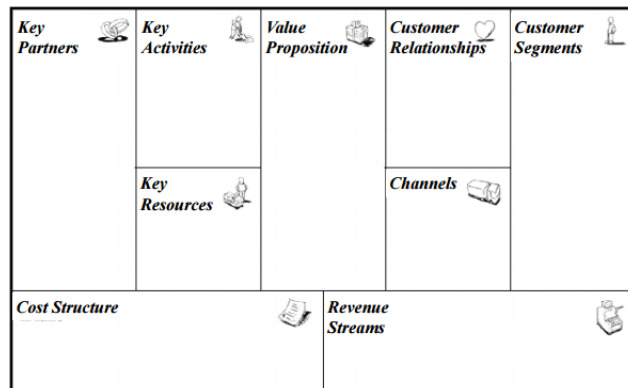 Key
Partners
Key
Activities
Value
Proposition
Customer
Relationships
Customer
Segments
Key
Resources
Channels
Cost Structure
Revenue
Streams